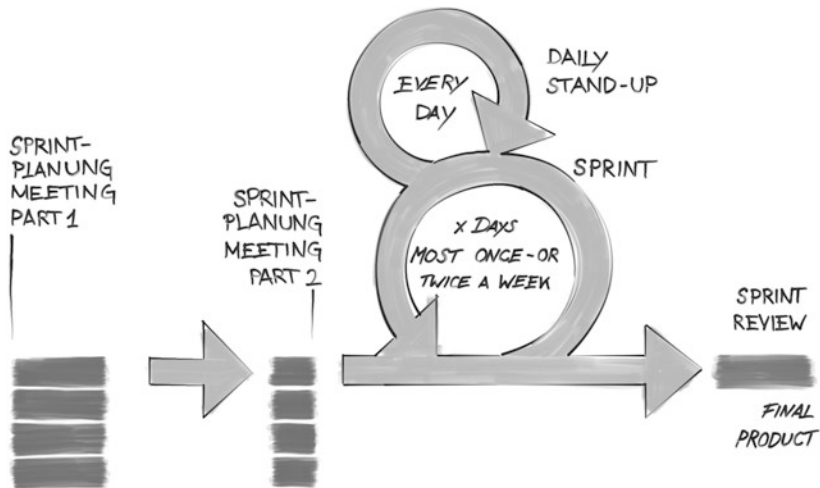 SPRINT-
PLANUNG
MEETING
PART 1
SPRINT-
PLANUNG
MEETING
PART 2
EVERY
DAY
DAILY
STAND-UP
SPRINT
X DAYS
MOST ONCE-OR
TWICE A WEEK
SPRINT
REVIEW
FINAL
PRODUCT